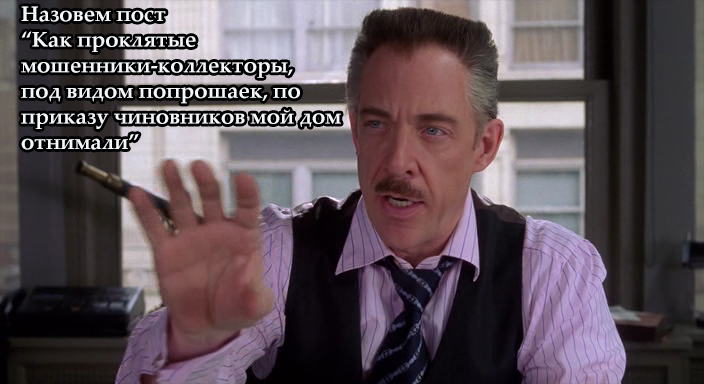 Назовем пост
“Как проклятые
мошенники-коллекторы,
под видом попрошаек, по
приказу чиновников мой дом
отнимали”